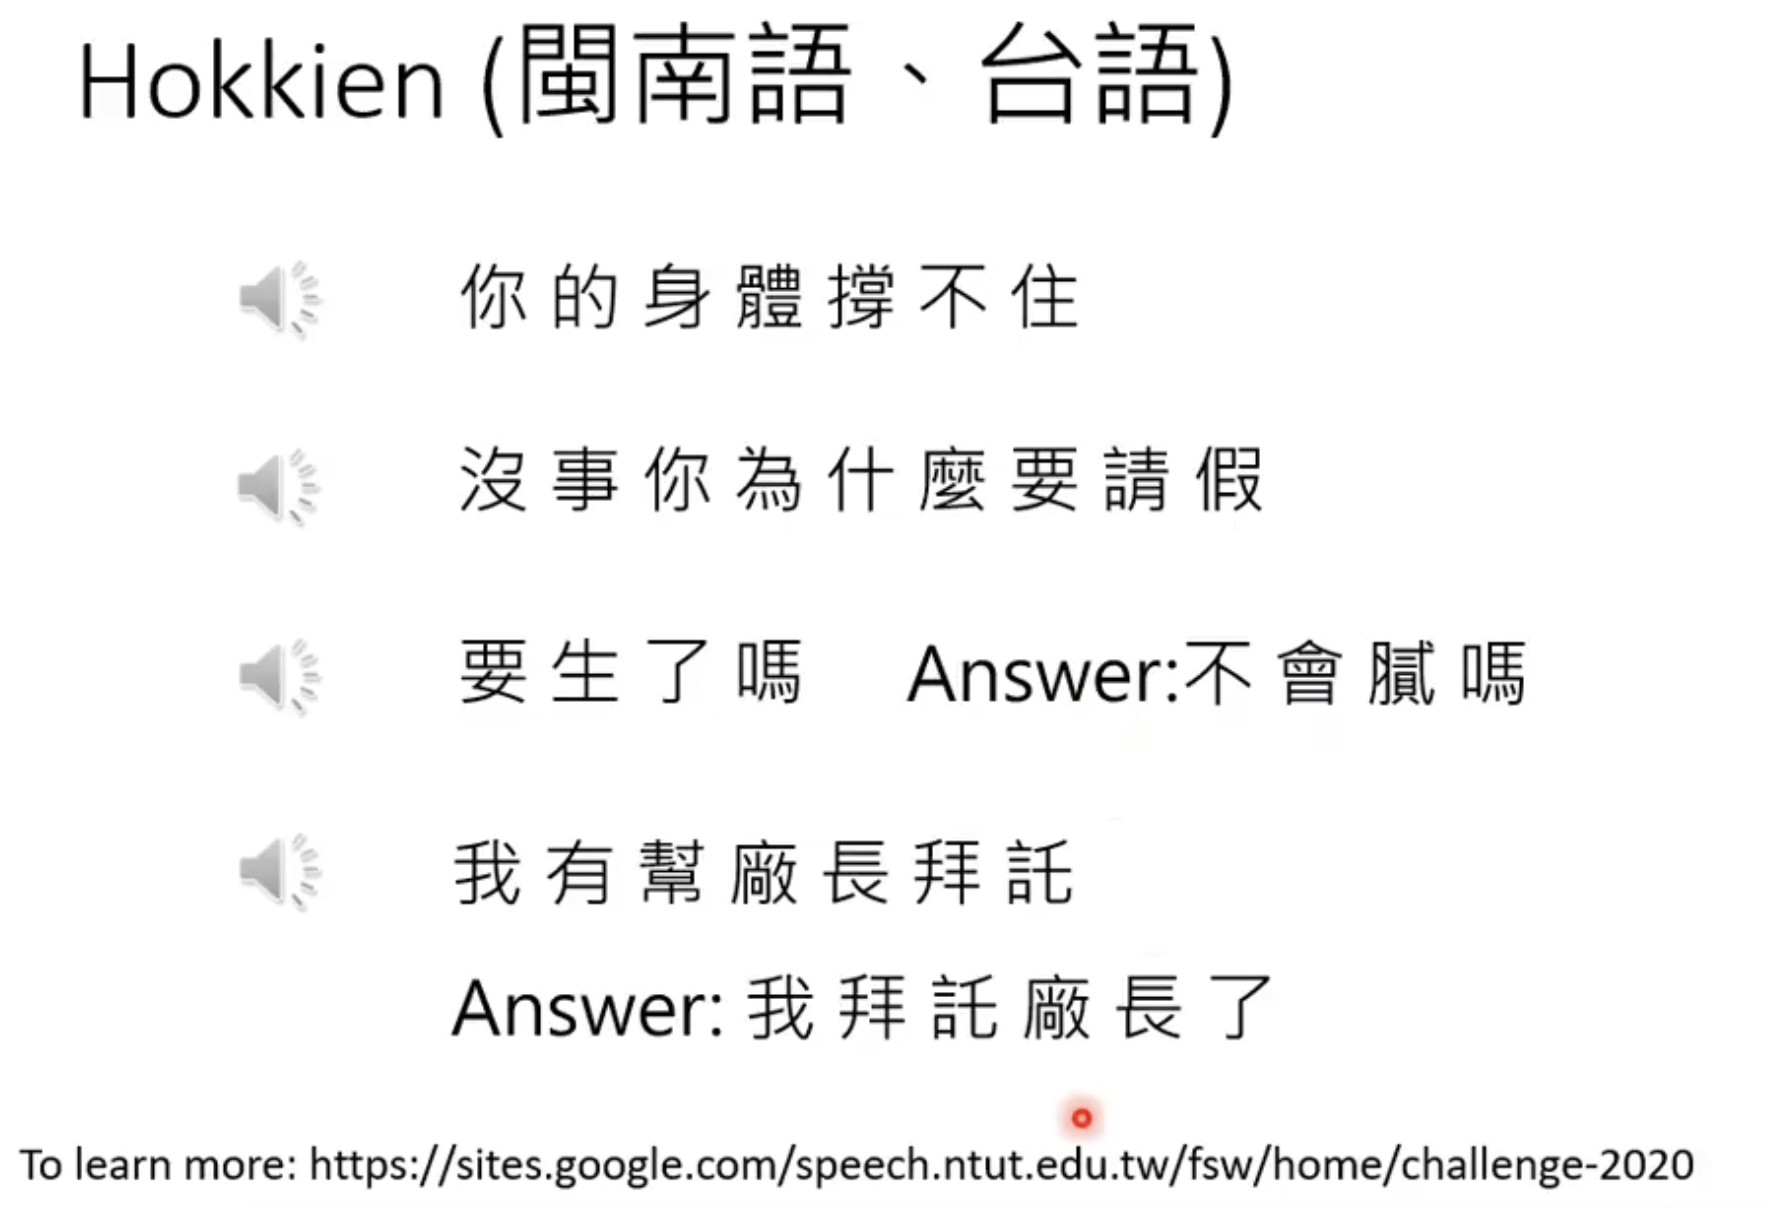 Hokkien (閩南語、台語)
你的身體撐不住
沒事你為什麼要請假
要生了嗎 Answer:不會膩嗎
我有幫廠長拜託
Answer: 我拜託廠長了
To learn more: https://sites.google.com/speech.ntut.edu.tw/fsw/home/challenge-2020